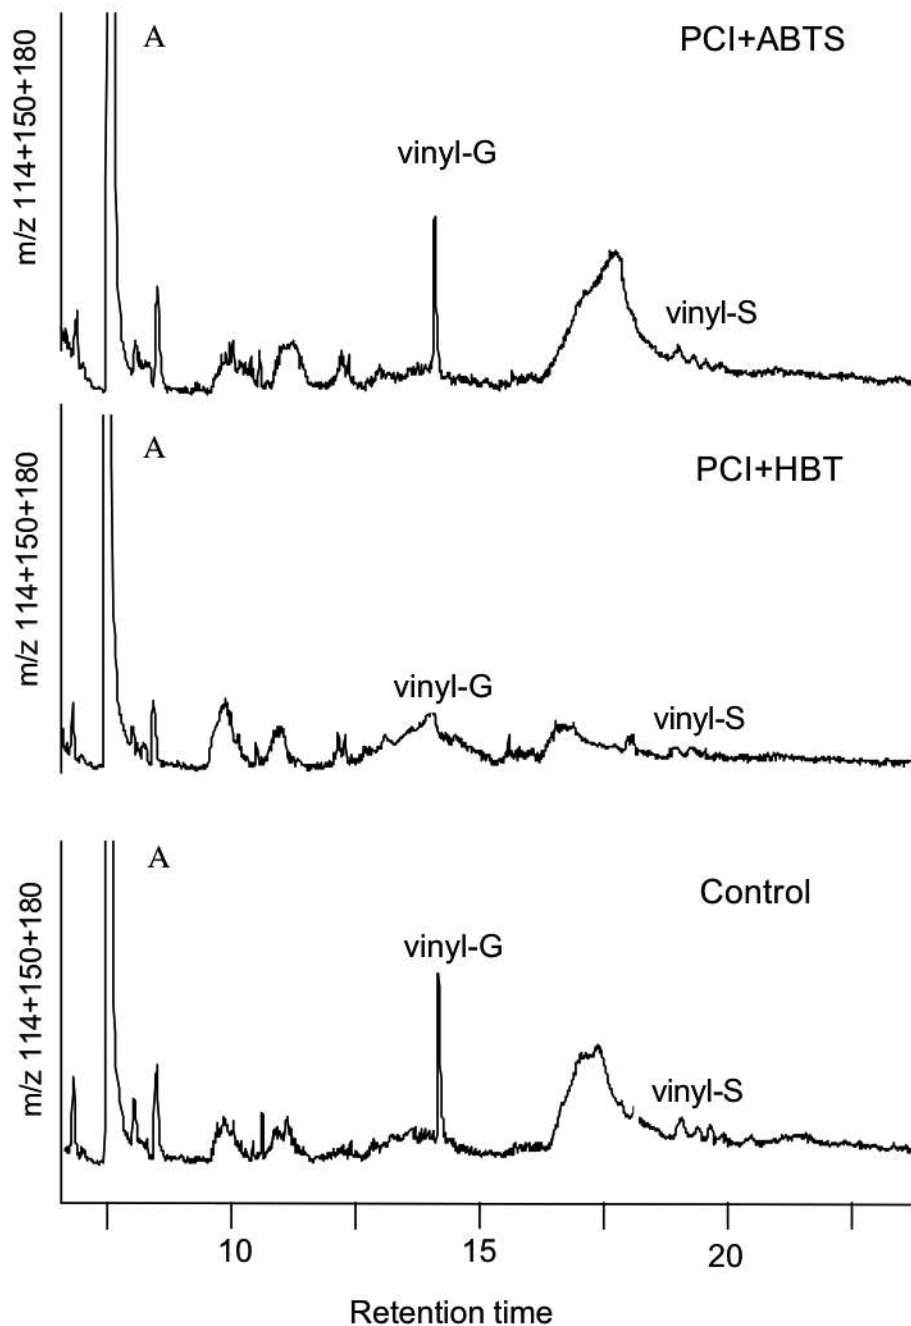 A
PCI+ABTS
m/z 114+150+180
vinyl-G
vinyl-S
A
PCI+HBT
m/z 114+150+180
vinyl-G
vinyl-S
A
Control
m/z 114+150+180
vinyl-G
vinyl-S
10 15 20
Retention time